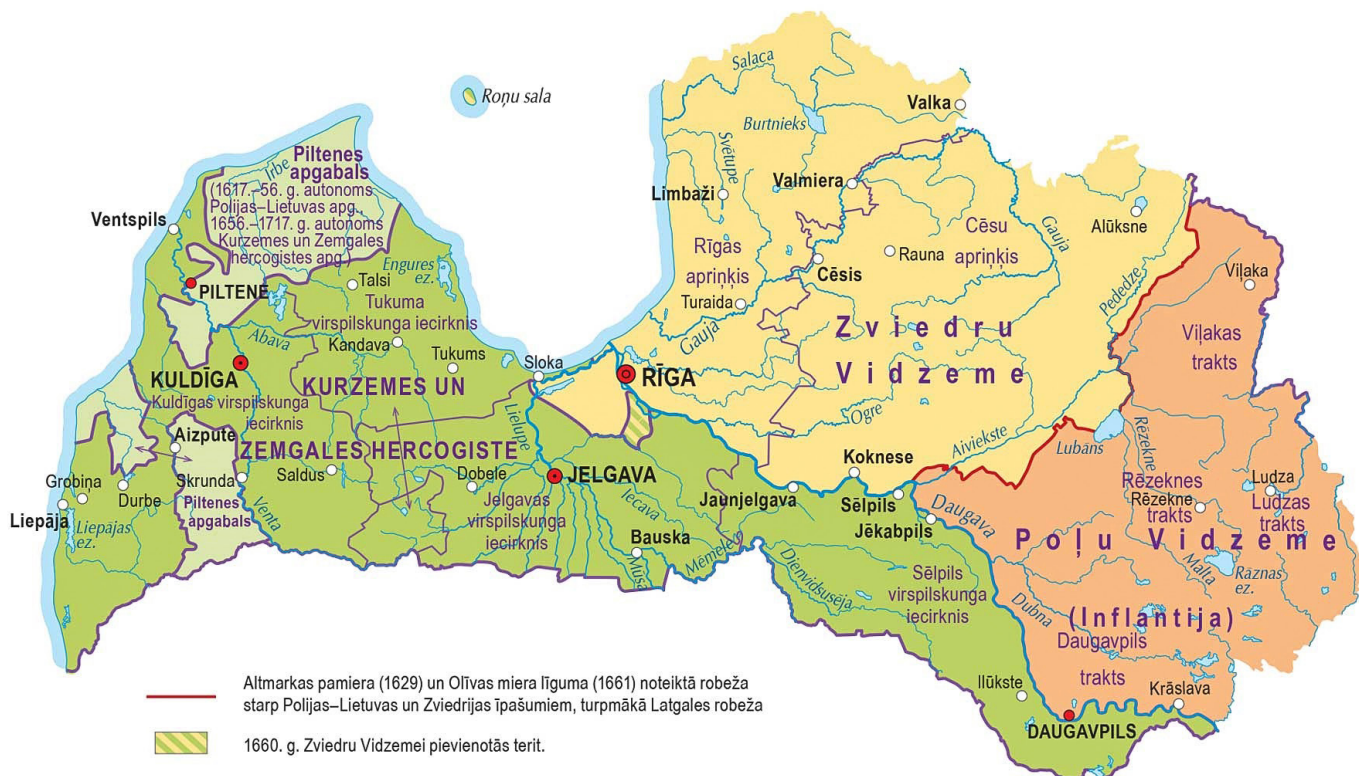 Salaca
Roņu sala
Valka
Burtnieks
Svētupe
Piltenes
apgabals
(1617.–56. g. autonoms
Polijas–Lietuvas apg.,
1656.–1717. g. autonoms
Kurzemes un Zemgales
hercogistes apg.)
Irbe
Limbaži
Valmiera
Ventspils
Gauja
Alūksne
Rīgas
apriņķis
Cēsu
apriņķis
Rauna
Cēsis
Engures
ez.
Talsi
PILTENE
Turaida
Pededze
Viļaka
Tukuma
virspilskunga iecirknis
Gauja
Zviedru
Vidzeme
Viļakas
trakts
Abava
Kandava
Tukums
Sloka
KULDĪGA
RĪGA
KURZEMES UN
Kuldīgas virspilskunga
iecirknis
Ogre
Lielupe
Aizpute
ZEMGALES HERCOGISTE
Aiviekste
Lubāns
Rēzekne
Koknese
Saldus
Dobele
JELGAVA
Grobiņa
Durbe
Skrunda
Rēzeknes
Rēzekne
trakts
Ludza
Ludzas
trakts
Jaunjelgava
Sēlpils
Liepāja
Liepājas
ez.
Piltenes
apgabals
Venta
Jelgavas
virspilskunga
iecirknis
Iecava
Daugava
Jēkabpils
Poļu Vidzeme
Bauska
Mūsa
Mēmele
Dienvidsusēja
Malta
Rāznas
ez.
Sēlpils
virspilskunga
iecirknis
Dubna
(Inflantija)
Daugavpils
trakts
Ilūkste
Krāslava
DAUGAVPILS
Altmarkas pamiera (1629) un Olīvas miera līguma (1661) noteiktā robeža
starp Polijas–Lietuvas un Zviedrijas īpašumiem, turpmākā Latgales robeža
1660. g. Zviedru Vidzemei pievienotās terit.